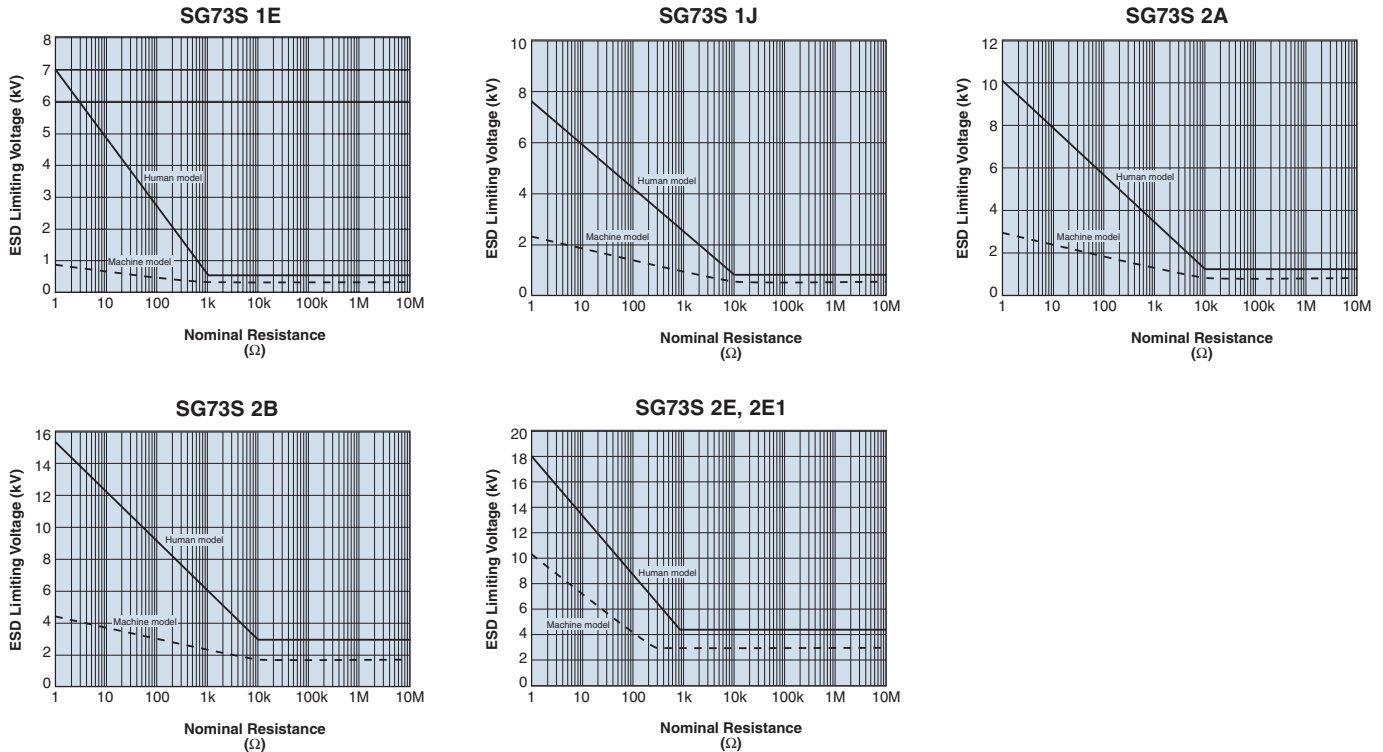 SG73S 1E
ESD Limiting Voltage (kV)
8
7
6
5
4
3
2
1
0
Human model
Machine model
1 10 100 1k 10k 100k 1M 10M
Nominal Resistance
(Ω)
SG73S 1J
ESD Limiting Voltage (kV)
10
8
6
4
2
0
Human model
Machine model
1 10 100 1k 10k 100k 1M 10M
Nominal Resistance
(Ω)
SG73S 2A
ESD Limiting Voltage (kV)
12
10
8
6
4
2
0
Human model
Machine model
1 10 100 1k 10k 100k 1M 10M
Nominal Resistance
(Ω)
SG73S 2B
ESD Limiting Voltage (kV)
16
14
12
10
8
6
4
2
0
Human model
Machine model
1 10 100 1k 10k 100k 1M 10M
Nominal Resistance
(Ω)
SG73S 2E, 2E1
ESD Limiting Voltage (kV)
20
18
16
14
12
10
8
6
4
2
0
Human model
Machine model
1 10 100 1k 10k 100k 1M 10M
Nominal Resistance
(Ω)